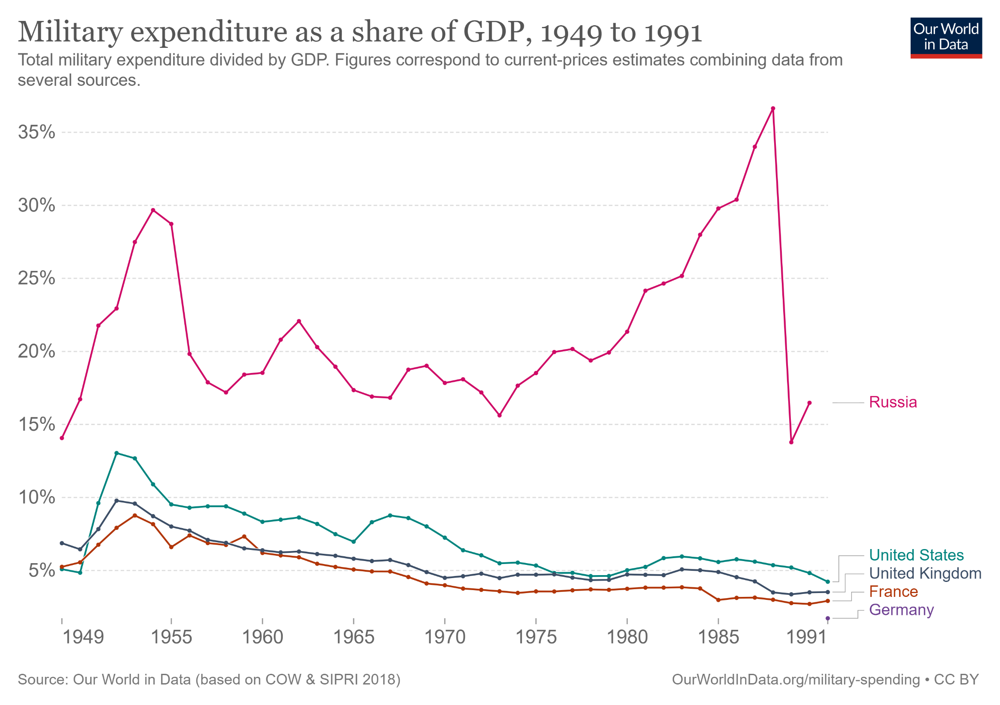 Military expenditure as a share of GDP, 1949 to 1991
Our World
in Data
Total military expenditure divided by GDP. Figures correspond to current-prices estimates combining data from
several sources.
35%
30%
25%
20%
15%
10%
5%
Russia
United States
United Kingdom
France
Germany
1949 1955 1960 1965 1970 1975 1980 1985 1991
Source: Our World in Data (based on COW & SIPRI 2018)
OurWorldInData.org/military-spending • CC BY